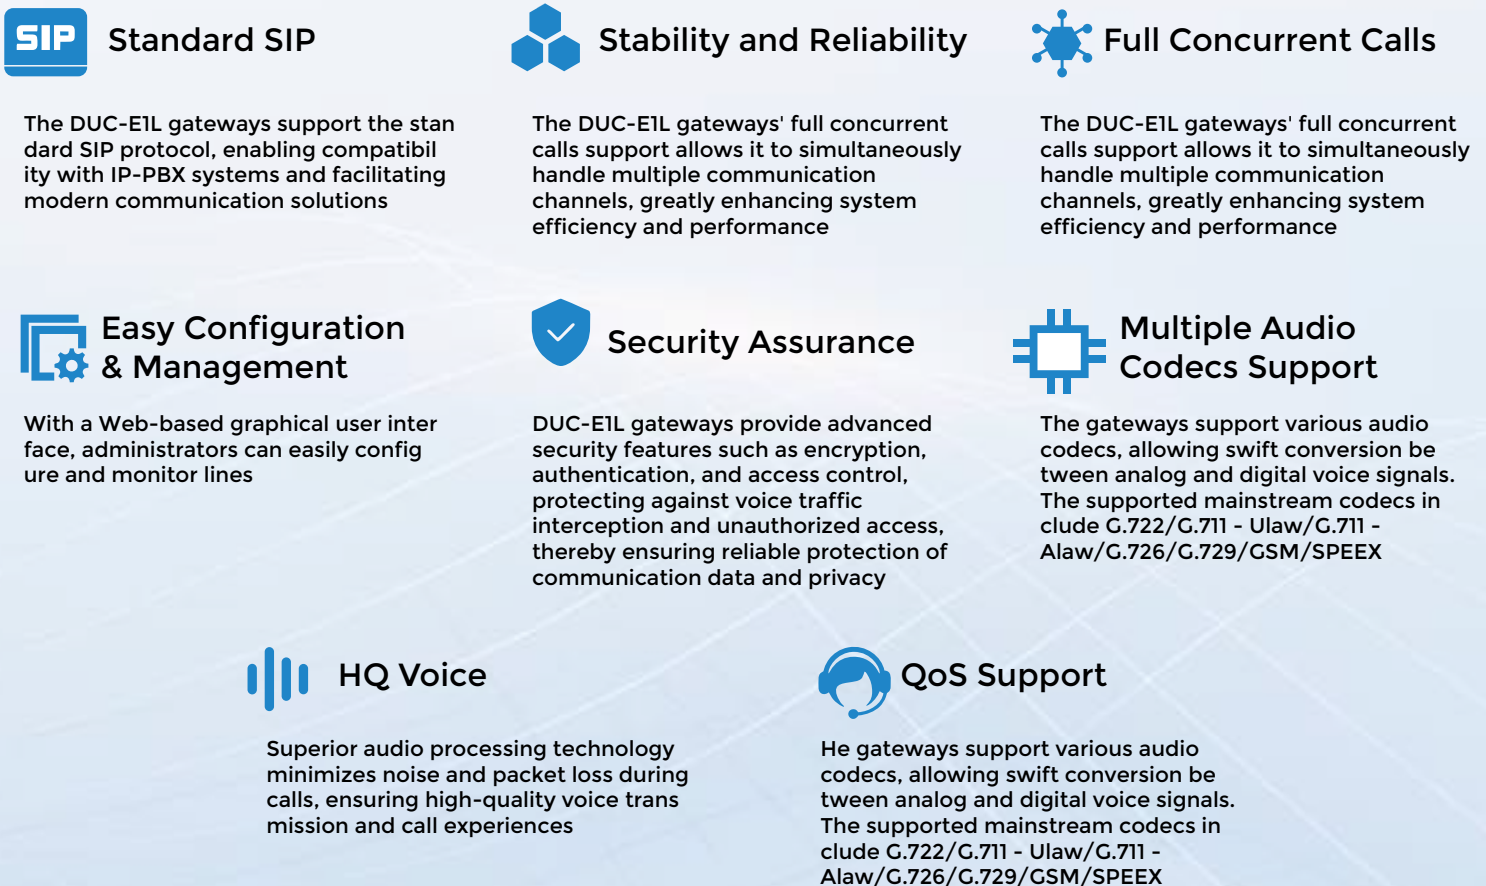 SIP
Standard SIP
The DUC-E1L gateways support the stan
dard SIP protocol, enabling compatibil
ity with IP-PBX systems and facilitating
modern communication solutions
Stability and Reliability
The DUC-E1L gateways' full concurrent
calls support allows it to simultaneously
handle multiple communication
channels, greatly enhancing system
efficiency and performance
Full Concurrent Calls
The DUC-E1L gateways' full concurrent
calls support allows it to simultaneously
handle multiple communication
channels, greatly enhancing system
efficiency and performance
Easy Configuration
& Management
With a Web-based graphical user inter
face, administrators can easily config
ure and monitor lines
Security Assurance
DUC-E1L gateways provide advanced
security features such as encryption,
authentication, and access control,
protecting against voice traffic
interception and unauthorized access,
thereby ensuring reliable protection of
communication data and privacy
Multiple Audio
Codecs Support
The gateways support various audio
codecs, allowing swift conversion be
tween analog and digital voice signals.
The supported mainstream codecs in
clude G.722/G.711 - Ulaw/G.711 -
Alaw/G.726/G.729/GSM/SPEEX
HQ Voice
Superior audio processing technology
minimizes noise and packet loss during
calls, ensuring high-quality voice trans
mission and call experiences
QoS Support
He gateways support various audio
codecs, allowing swift conversion be
tween analog and digital voice signals.
The supported mainstream codecs in
clude G.722/G.711 - Ulaw/G.711 -
Alaw/G.726/G.729/GSM/SPEEX